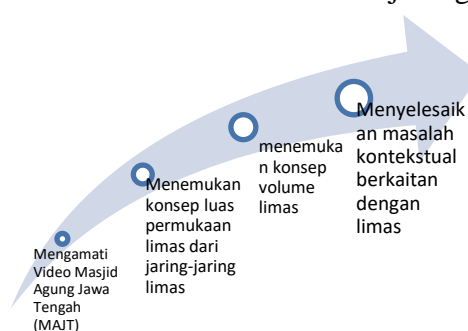 Mengamati
Video Masjid
Agung Jawa
Tengah
(MAJT)
Menemukan
konsep luas
permukaan
limas dari
jaring-jaring
limas
menemuka
n konsep
volume
limas
Menyelesaik
an masalah
kontekstual
berkaitan
dengan
limas